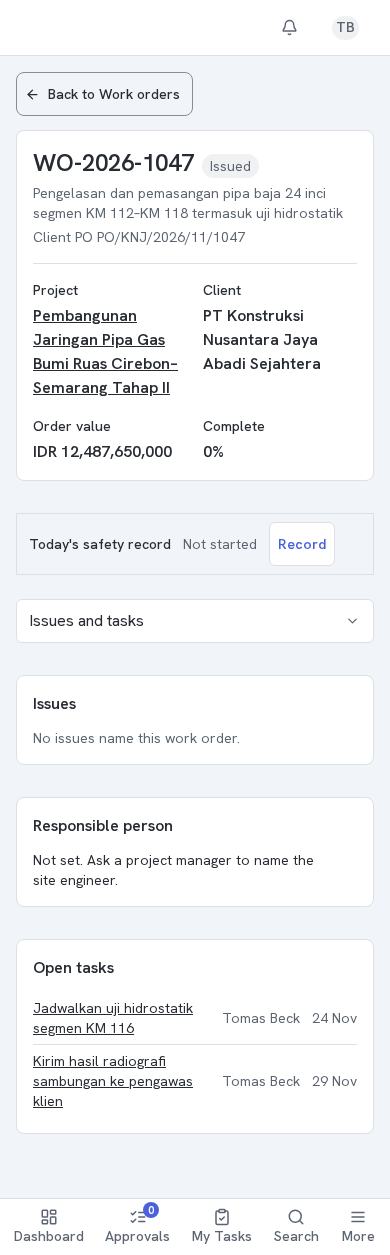 TB
Back to Work orders
WO-2026-1047 Issued
Pengelasan dan pemasangan pipa baja 24 inci
segmen KM 112–KM 118 termasuk uji hidrostatik
Client PO PO/KNJ/2026/11/1047
Project
Pembangunan
Jaringan Pipa Gas
Bumi Ruas Cirebon–
Semarang Tahap II
Client
PT Konstruksi
Nusantara Jaya
Abadi Sejahtera
Order value
IDR 12,487,650,000
Complete
0%
Today's safety record Not started Record
Issues and tasks
Issues
No issues name this work order.
Responsible person
Not set. Ask a project manager to name the
site engineer.
Open tasks
Jadwalkan uji hidrostatik
segmen KM 116
Tomas Beck 24 Nov
Kirim hasil radiografi
sambungan ke pengawas
klien
Tomas Beck 29 Nov
0
Dashboard Approvals My Tasks Search More